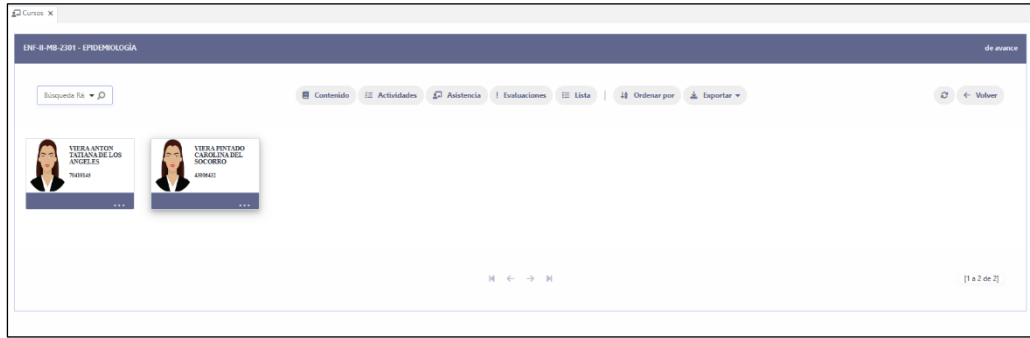 Cursos
ENF-II-MB-2301 - EPIDEMIOLOGÍA de avance
Búsqueda Rá Contenido Actividades Asistencia Evaluaciones Lista Ordenar por Exportar Volver
VIERA ANTON
TATIANA DE LOS
ANGELES
VIERA PINTADO
CAROLINA DEL
SOCORRO
[1 a 2 de 2]